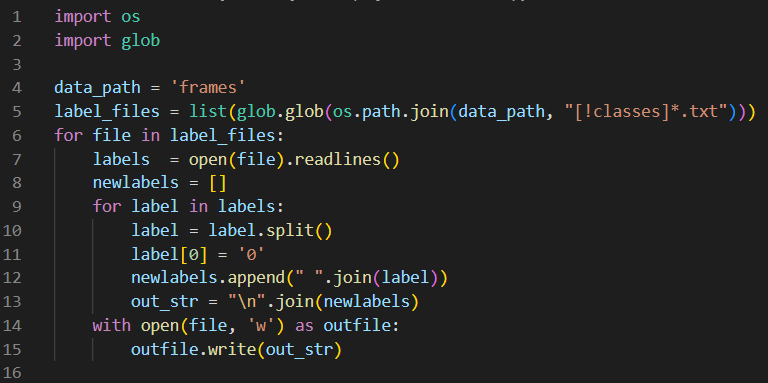 1 import os
2 import glob
3
4 data_path = 'frames'
5 label_files = list(glob.glob(os.path.join(data_path, "[!classes]*.txt")))
6 for file in label_files:
7     labels  = open(file).readlines()
8     newlabels = []
9     for label in labels:
10         label = label.split()
11         label[0] = '0'
12         newlabels.append(" ".join(label))
13         out_str = "\n".join(newlabels)
14     with open(file, 'w') as outfile:
15         outfile.write(out_str)
16